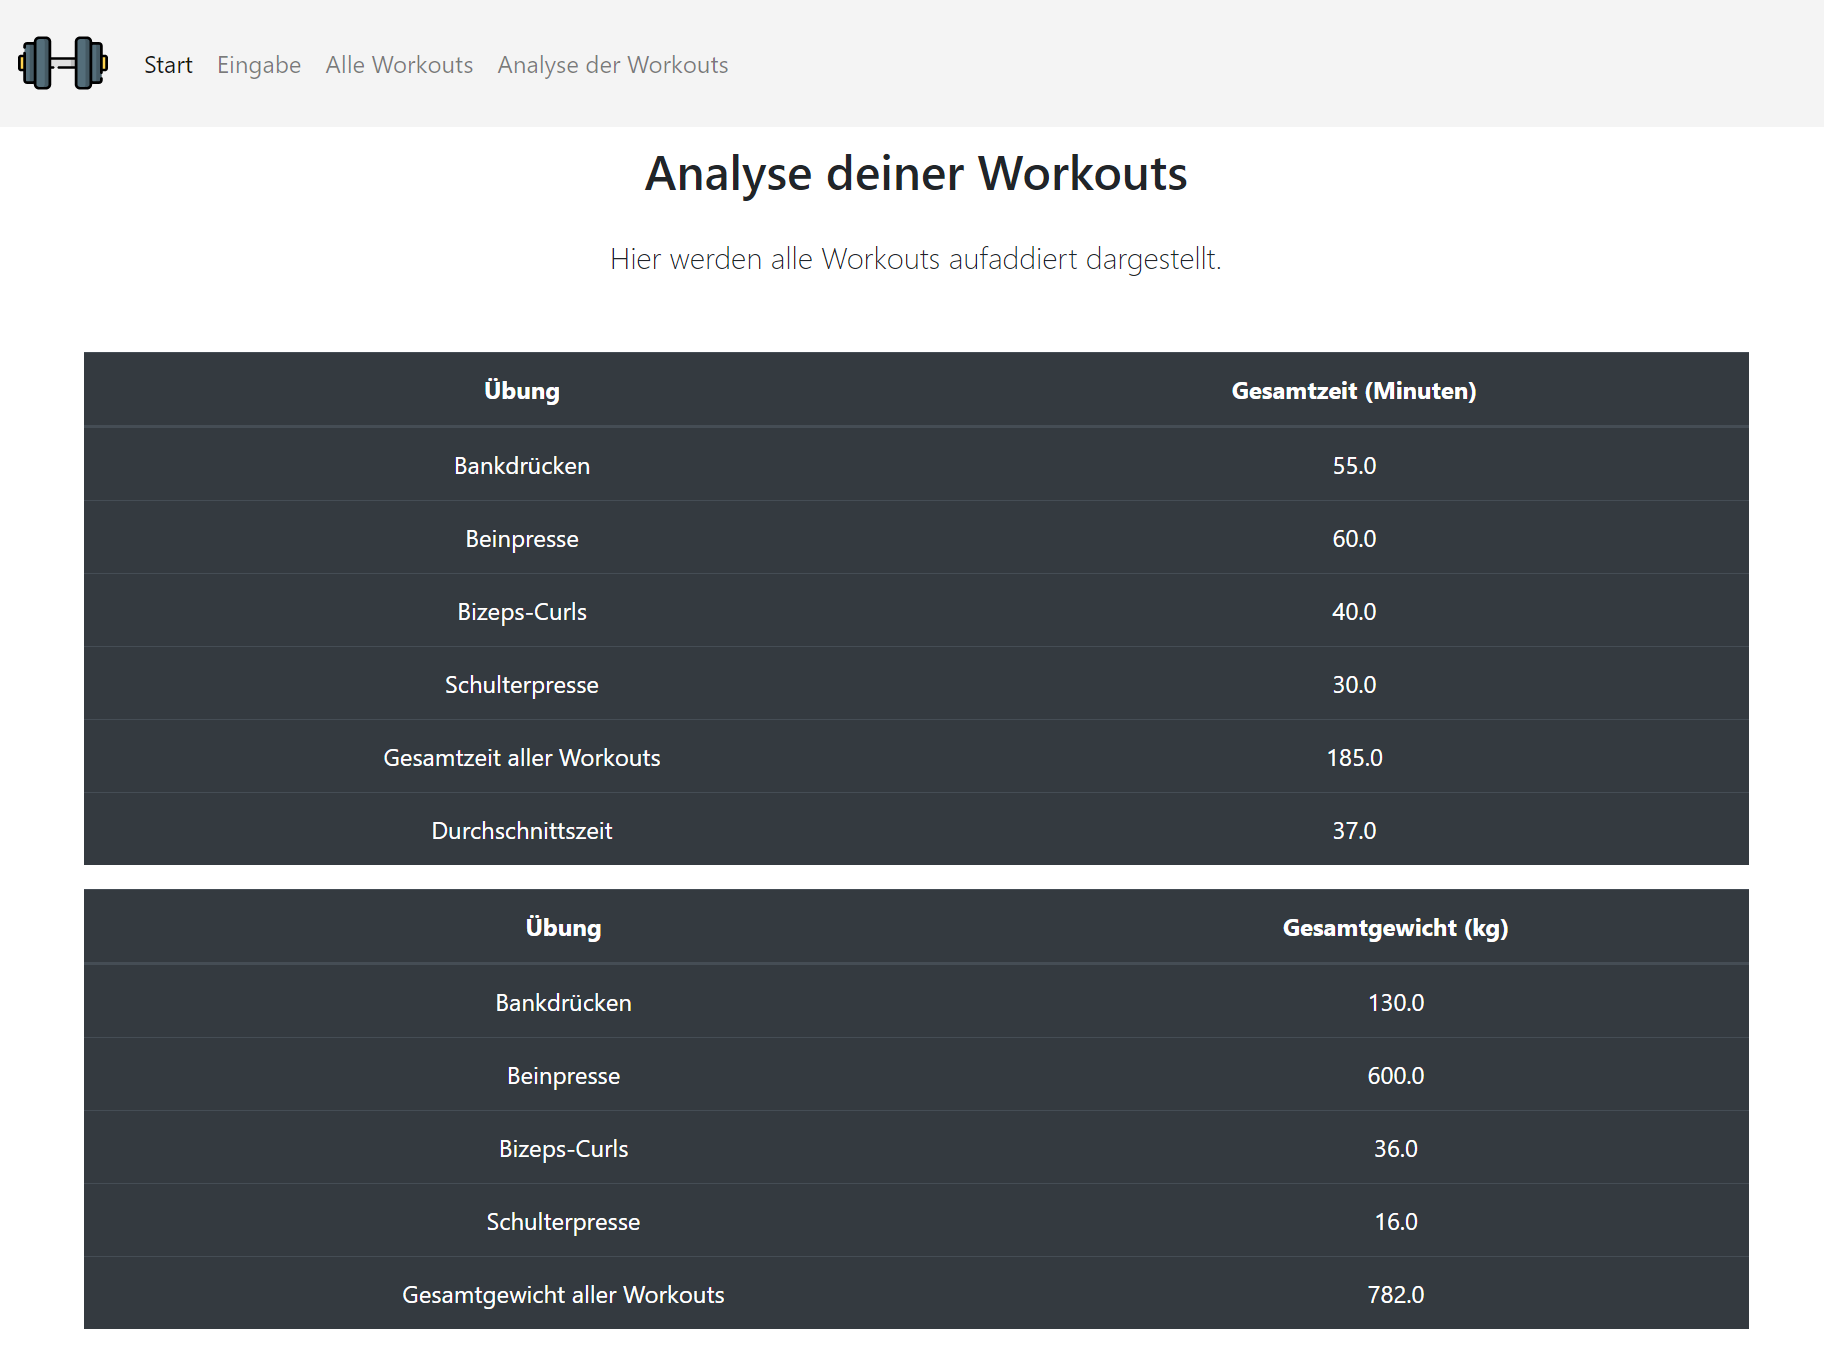 Start Eingabe Alle Workouts Analyse der Workouts
Analyse deiner Workouts
Hier werden alle Workouts aufaddiert dargestellt.
Übung Gesamtzeit (Minuten)
Bankdrücken 55.0
Beinpresse 60.0
Bizeps-Curls 40.0
Schulterpresse 30.0
Gesamtzeit aller Workouts 185.0
Durchschnittszeit 37.0
Übung Gesamtgewicht (kg)
Bankdrücken 130.0
Beinpresse 600.0
Bizeps-Curls 36.0
Schulterpresse 16.0
Gesamtgewicht aller Workouts 782.0